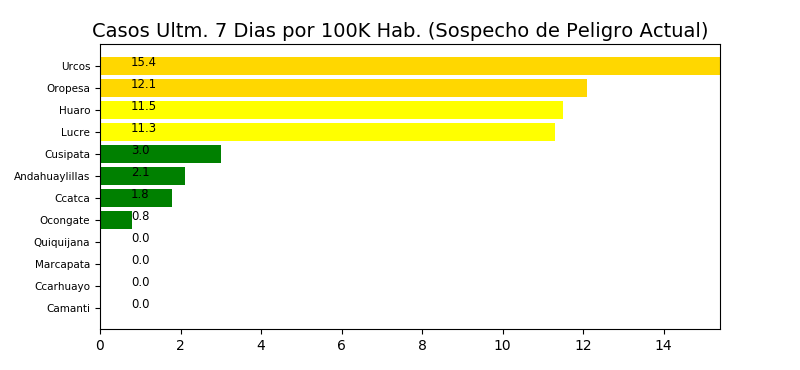 Casos Ultm. 7 Dias por 100K Hab. (Sospecho de Peligro Actual)
Urcos 15.4
Oropesa 12.1
Huaro 11.5
Lucre 11.3
Cusipata 3.0
Andahuaylillas 2.1
Ccatca 1.8
Ocongate 0.8
Quiquijana 0.0
Marcapata 0.0
Ccarhuayo 0.0
Camanti 0.0
0 2 4 6 8 10 12 14